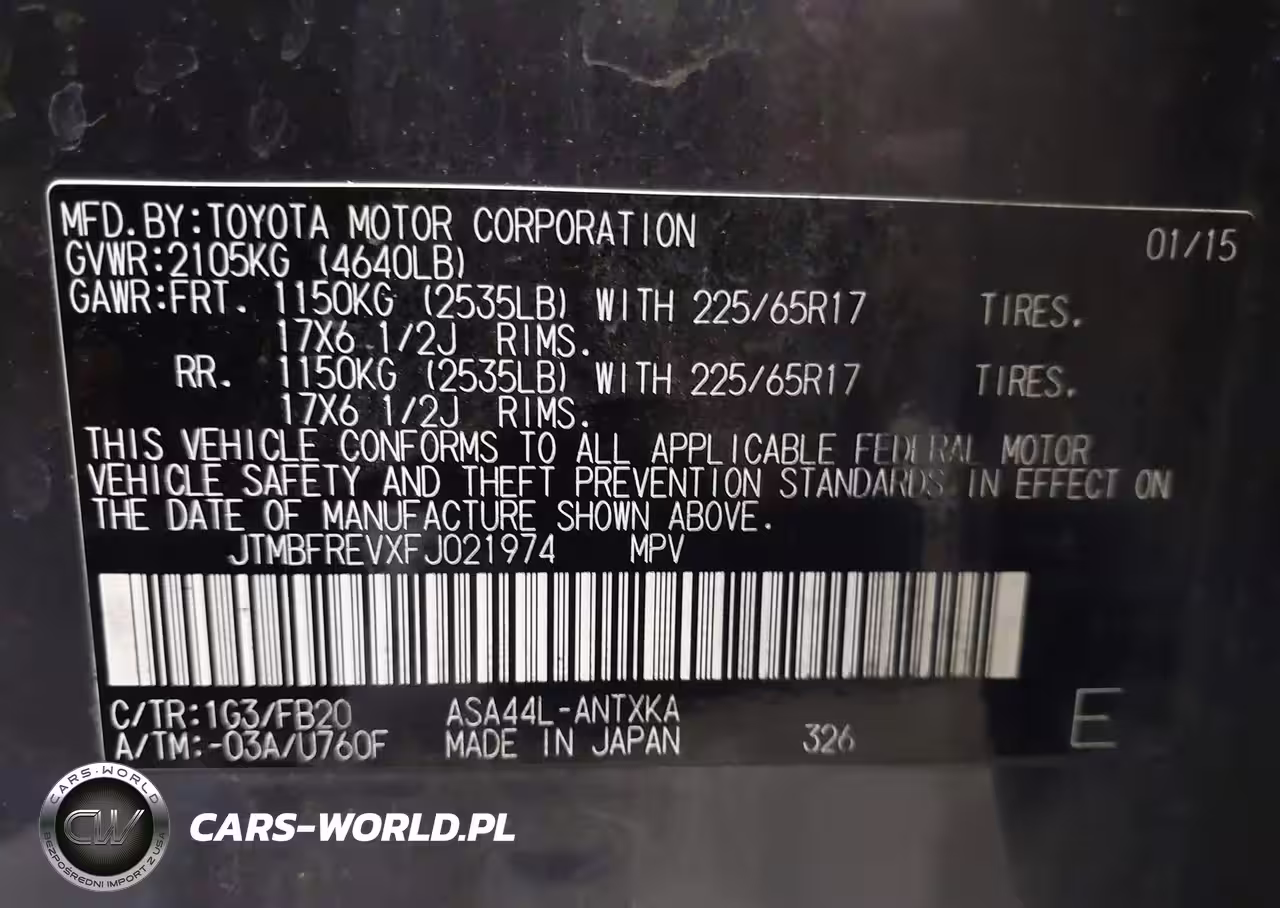 MFD.BY:TOYOTA MOTOR CORPORATION 01/15
GVWR:2105KG (4640LB)
GAWR:FRT. 1150KG (2535LB) WITH 225/65R17 TIRES.
17X6 1/2J RIMS.
RR. 1150KG (2535LB) WITH 225/65R17 TIRES.
17X6 1/2J RIMS.
THIS VEHICLE CONFORMS TO ALL APPLICABLE FEDERAL MOTOR
VEHICLE SAFETY AND THEFT PREVENTION STANDARDS IN EFFECT ON
THE DATE OF MANUFACTURE SHOWN ABOVE.
JTMBFREVXFJ021974 MPV
C/TR:1G3/FB20 ASA44L-ANTXKA
A/TM:-03A/U760F MADE IN JAPAN 326 E
CARS-WORLD
CW
BEZPOŚREDNI IMPORT Z USA
CARS-WORLD.PL